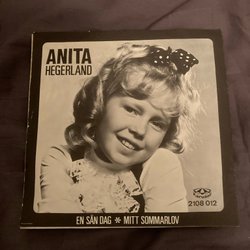 ANITA
HEGERLAND
2108 012
EN SÅN DAG * MITT SOMMARLOV